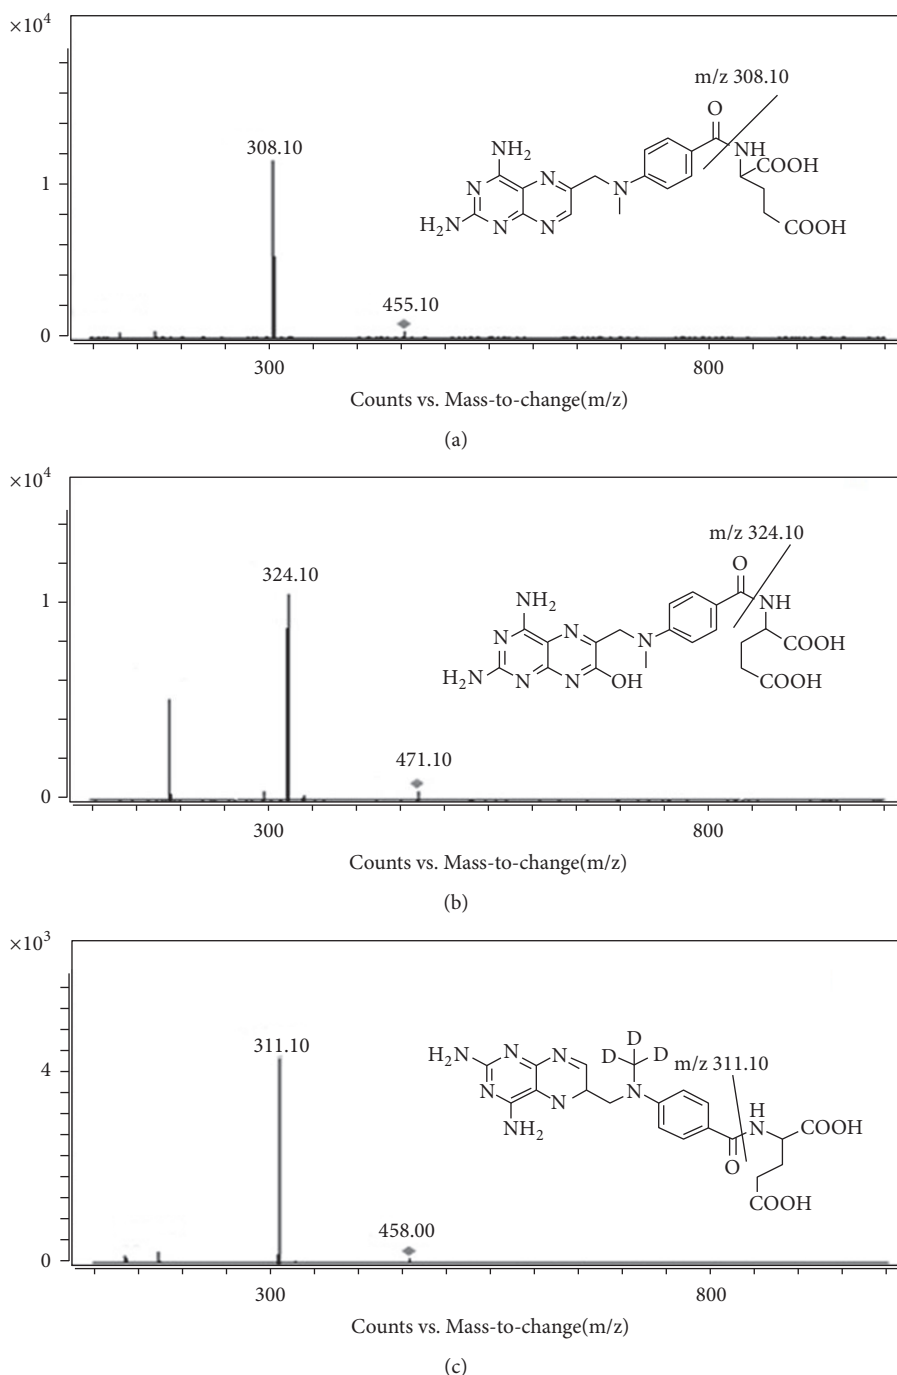 ×10⁴
m/z 308.10
O
308.10
NH₂
NH
COOH
N
N
N
1
H₂N
N
N
COOH
455.10
0
300
800
Counts vs. Mass-to-change(m/z)
(a)
×10⁴
m/z 324.10
O
324.10
NH₂
NH
1
N
N
N
COOH
H₂N
N
N
OH
COOH
471.10
0
300
800
Counts vs. Mass-to-change(m/z)
(b)
×10³
D
311.10
D
D
m/z 311.10
H₂N
N
N
4
N
N
H
N
N
COOH
NH₂
O
COOH
458.00
0
300
800
Counts vs. Mass-to-change(m/z)
(c)